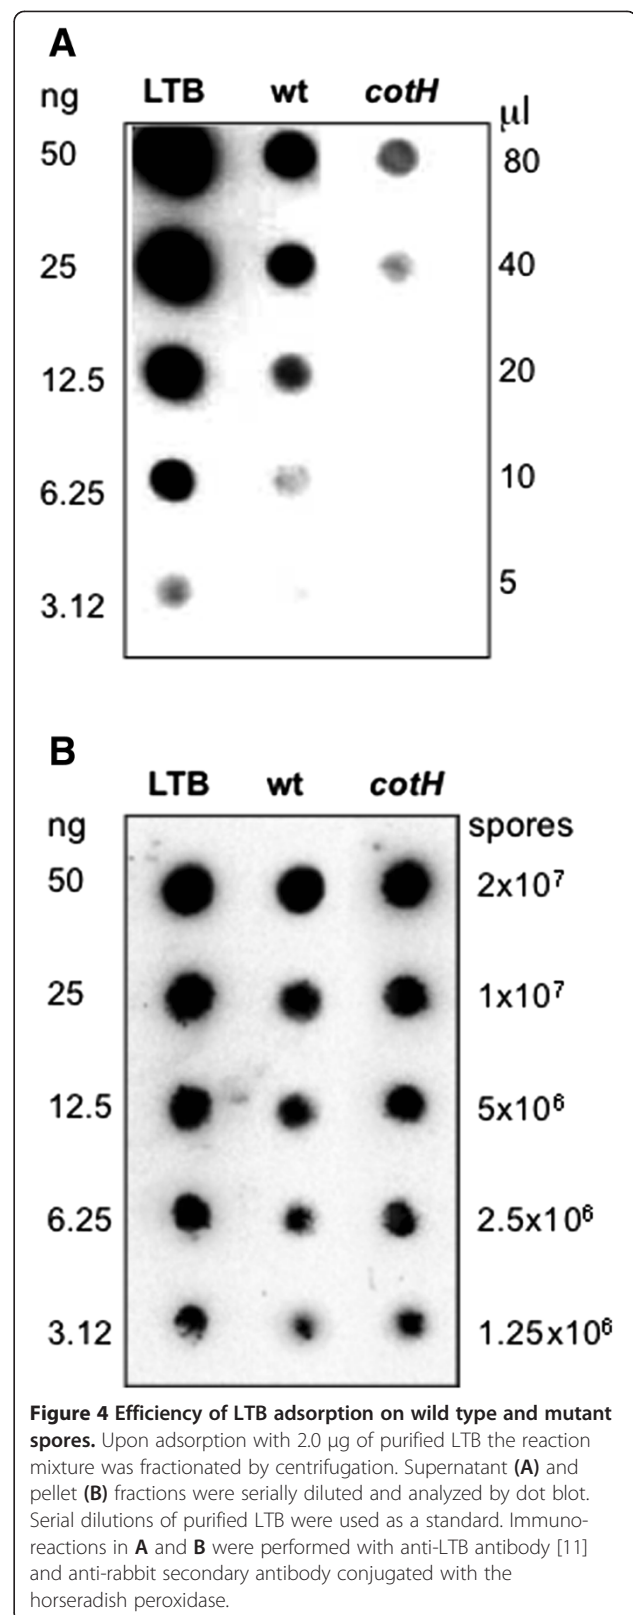 A
ng LTB wt cotH µl
50 80
25 40
12.5 20
6.25 10
3.12 5
B
LTB wt cotH
ng spores
50 2x10⁷
25 1x10⁷
12.5 5x10⁶
6.25 2.5x10⁶
3.12 1.25x10⁶
Figure 4 Efficiency of LTB adsorption on wild type and mutant
spores. Upon adsorption with 2.0 µg of purified LTB the reaction
mixture was fractionated by centrifugation. Supernatant (A) and
pellet (B) fractions were serially diluted and analyzed by dot blot.
Serial dilutions of purified LTB were used as a standard. Immuno-
reactions in A and B were performed with anti-LTB antibody [11]
and anti-rabbit secondary antibody conjugated with the
horseradish peroxidase.